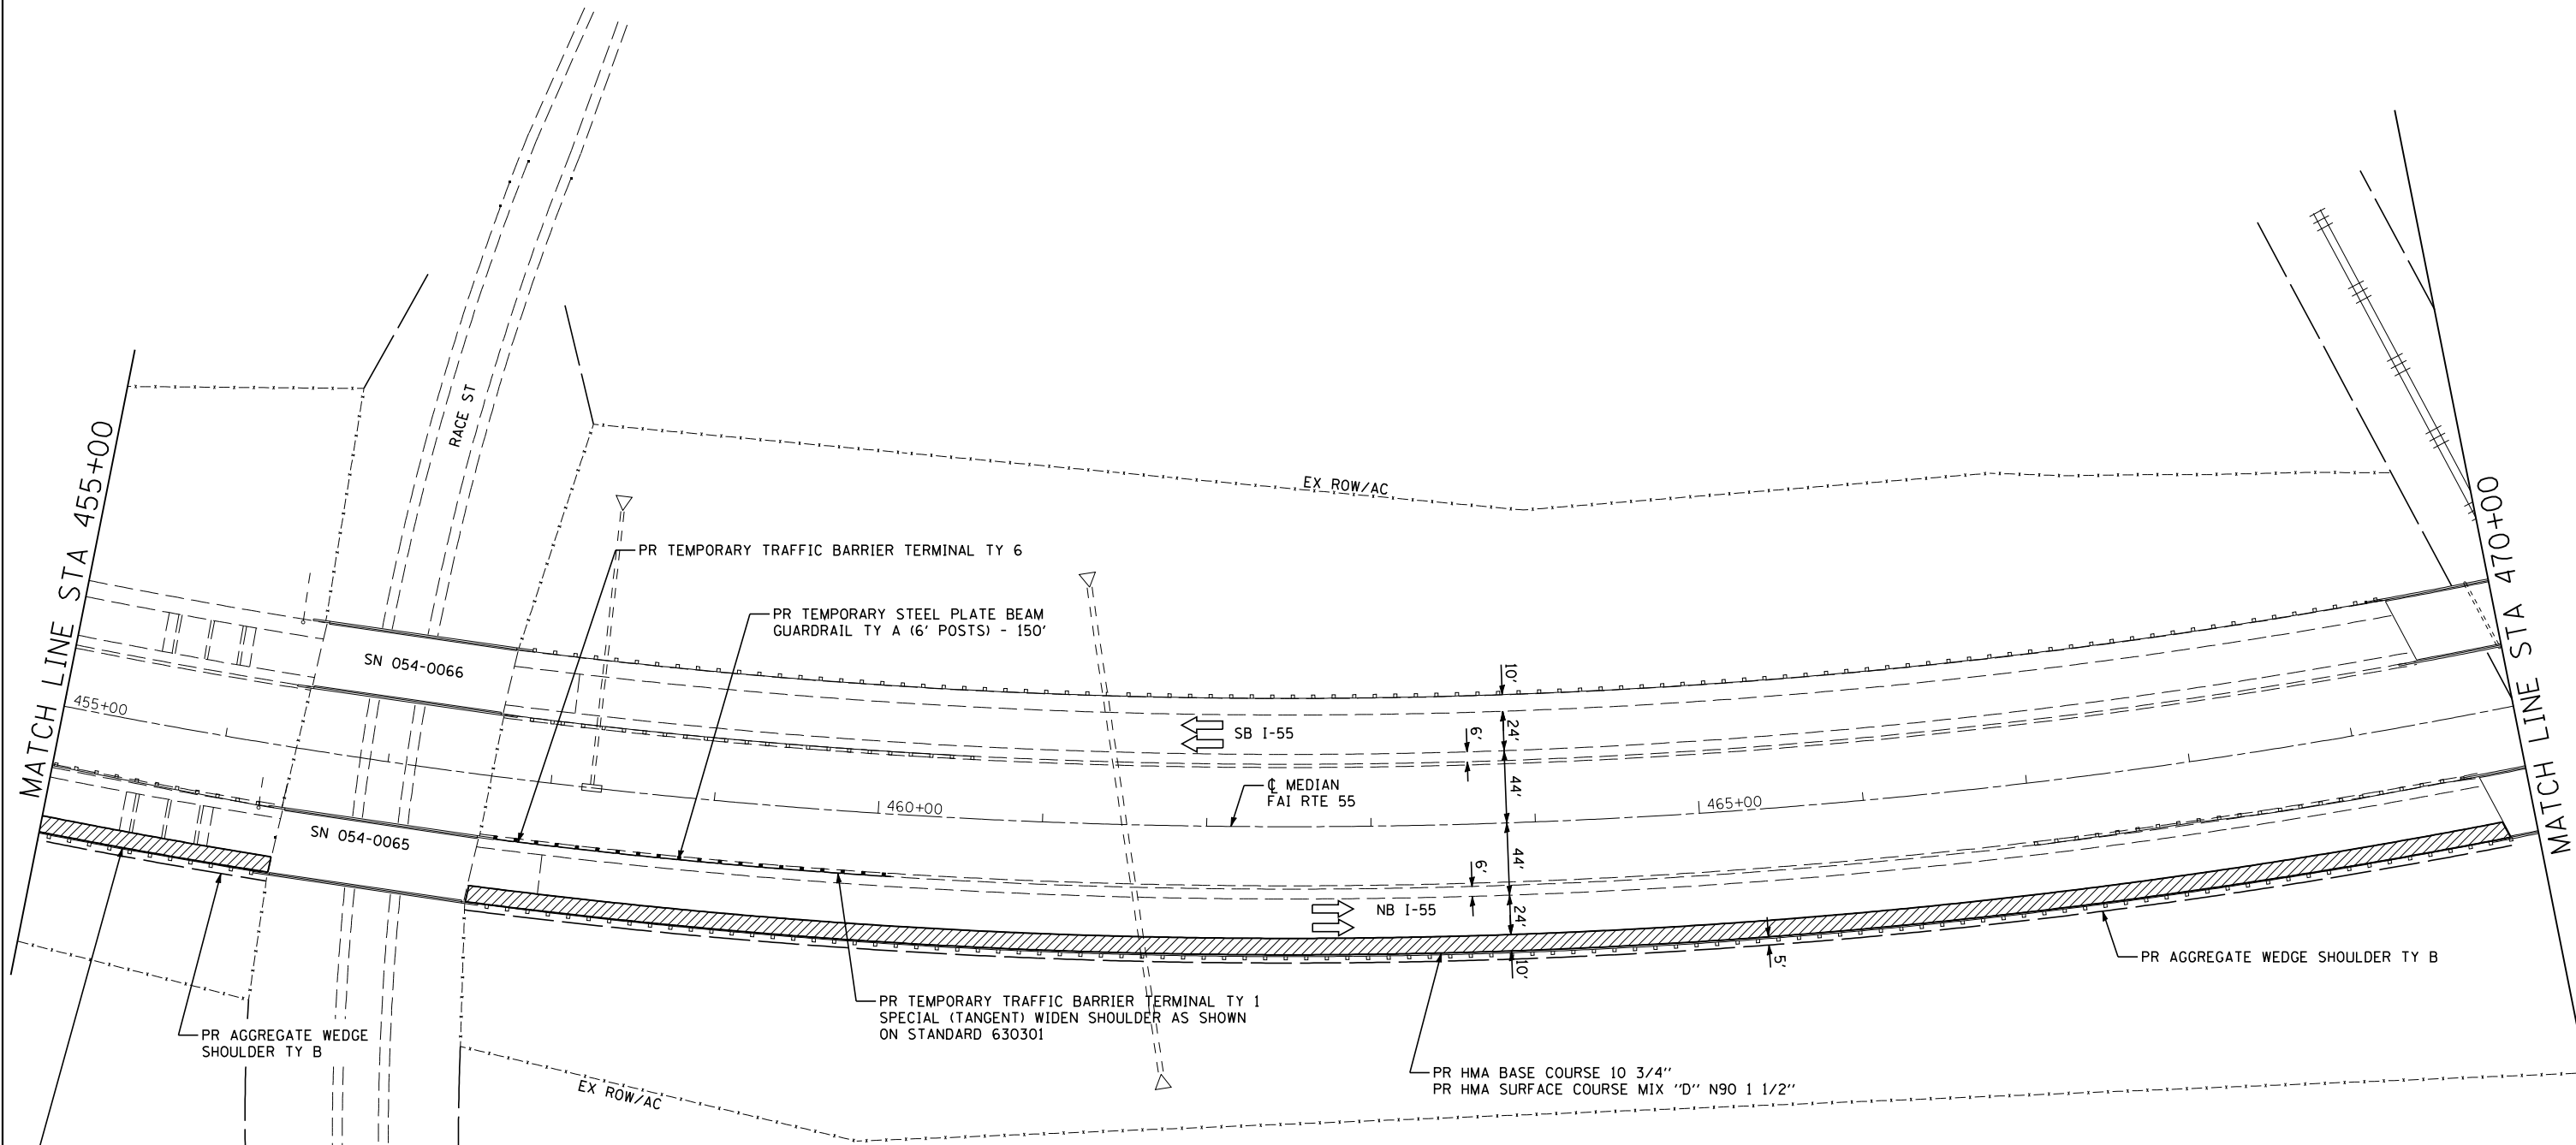 MATCH LINE STA 455+00
RACE ST
EX ROW/AC
MATCH LINE STA 470+00
PR TEMPORARY TRAFFIC BARRIER TERMINAL TY 6
PR TEMPORARY STEEL PLATE BEAM
GUARDRAIL TY A (6' POSTS) - 150'
SN 054-0066
455+00
10'
24'
6'
SB I-55
44'
℄ MEDIAN
FAI RTE 55
460+00
465+00
SN 054-0065
44'
6'
NB I-55
24'
10'
5'
PR AGGREGATE WEDGE SHOULDER TY B
PR TEMPORARY TRAFFIC BARRIER TERMINAL TY 1
SPECIAL (TANGENT) WIDEN SHOULDER AS SHOWN
ON STANDARD 630301
PR AGGREGATE WEDGE
SHOULDER TY B
PR HMA BASE COURSE 10 3/4"
PR HMA SURFACE COURSE MIX "D" N90 1 1/2"
EX ROW/AC